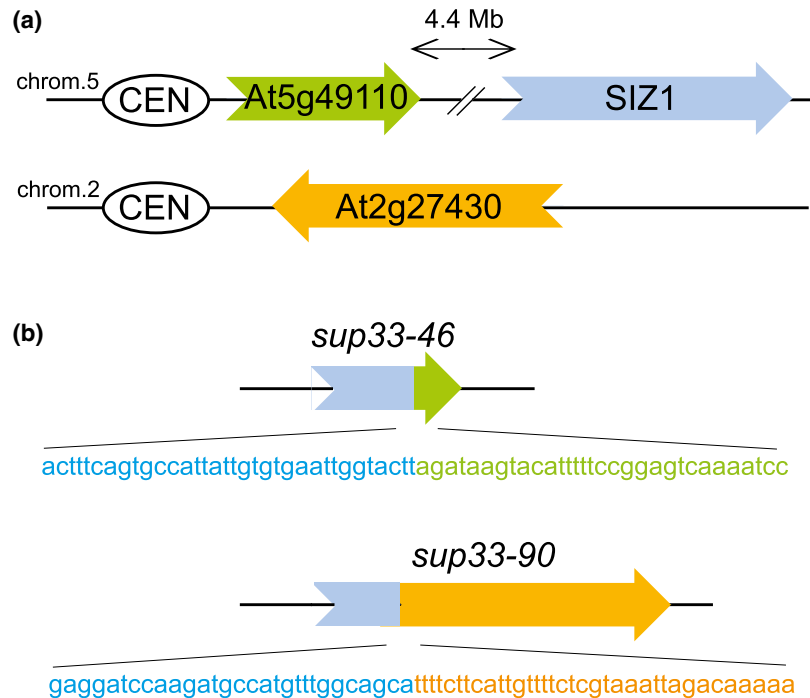 (a)
4.4 Mb
chrom.5 CEN At5g49110 SIZ1
chrom.2 CEN At2g27430
(b)
sup33-46
actttcagtgccattattgtgtgaattggtacttagataagtacatttttccggagtcaaaatcc
sup33-90
gaggatccaagatgccatgtttggcagcattttcttcattgttttctcgtaaattagacaaaaa